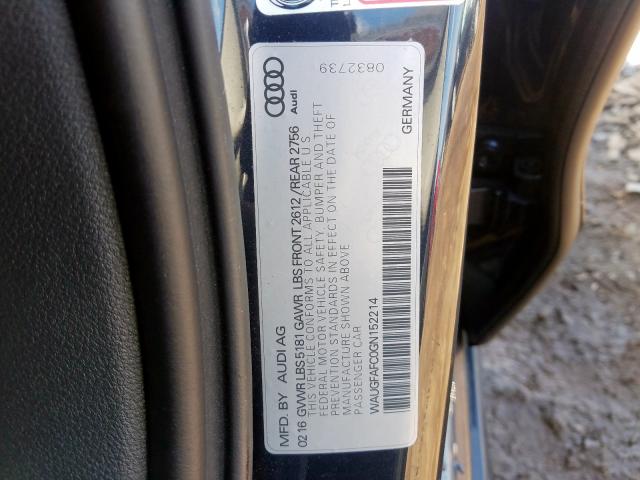 MFD. BY AUDI AG
Audi
0216 GVWR LBS 5181 GAWR LBS FRONT 2612 / REAR 2756
THIS VEHICLE CONFORMS TO ALL APPLICABLE U S
FEDERAL MOTOR VEHICLE SAFETY, BUMPER AND THEFT
PREVENTION STANDARDS IN EFFECT ON THE DATE OF
MANUFACTURE SHOWN ABOVE
PASSENGER CAR
WAUGFAFC0GN152214
GERMANY
0832739